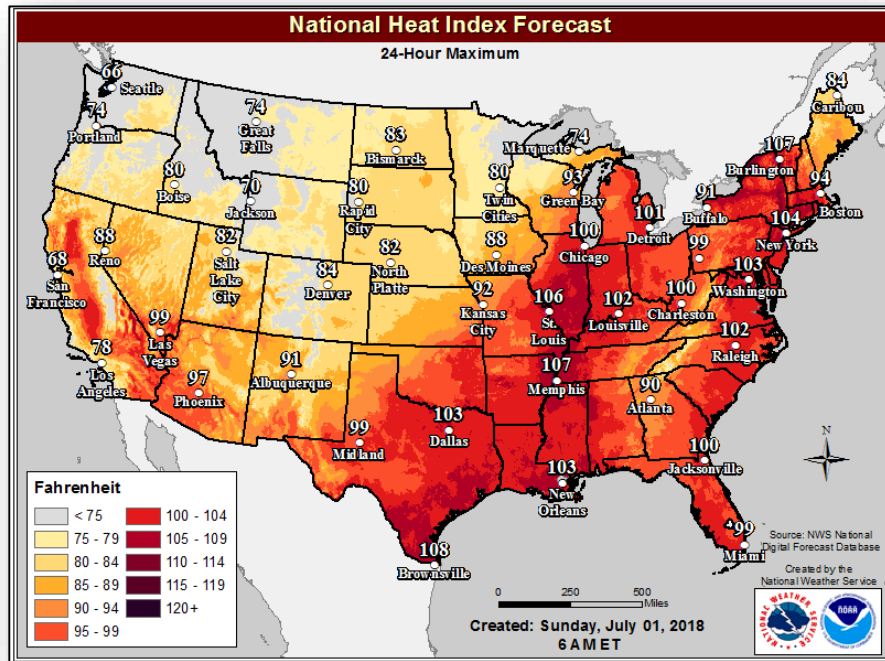 National Heat Index Forecast
24-Hour Maximum
66
Seattle
74
Portland
74
Great
Falls
83
Bismarck
80
Twin
Cities
Marquette
74
84
Caribou
107
Burlington
80
Boise
70
Jackson
80
Rapid
City
93
Green Bay
91
Buffalo
94
Boston
101
Detroit
104
New York
88
Reno
82
Salt
Lake
City
84
Denver
82
North
Platte
88
Des Moines
100
Chicago
99
103
Washington
68
San
Francisco
92
Kansas
City
106
St.
Louis
102
Louisville
100
Charleston
102
Raleigh
99
Las
Vegas
78
Los
Angeles
97
Phoenix
91
Albuquerque
107
Memphis
90
Atlanta
99
Midland
103
Dallas
103
New
Orleans
100
Jacksonville
108
Brownsville
99
Miami
N
Fahrenheit
< 75
75 - 79
80 - 84
85 - 89
90 - 94
95 - 99
100 - 104
105 - 109
110 - 114
115 - 119
120+
0 250 500
Miles
Created: Sunday, July 01, 2018
6 AM ET
Source: NWS National
Digital Forecast Database
Created by the
National Weather Service
NATIONAL WEATHER SERVICE
NOAA